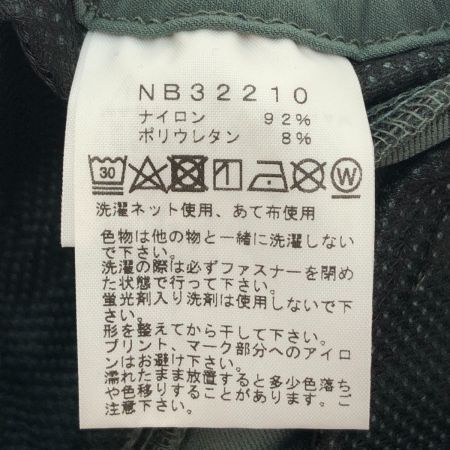 NB32210
ナイロン 92%
ポリウレタン 8%
30 W
洗濯ネット使用、あて布使用
色物は他の物と一緒に洗濯しない
で下さい。
洗濯の際は必ずファスナーを閉め
た状態で行って下さい。
蛍光剤入り洗剤は使用しないで下
さい。
形を整えてから干して下さい。
プリント、マーク部分へのアイロ
ンはお避け下さい。
濡れたまま放置すると多少色落ち
や色移りすることがあります。ご
注意下さい。